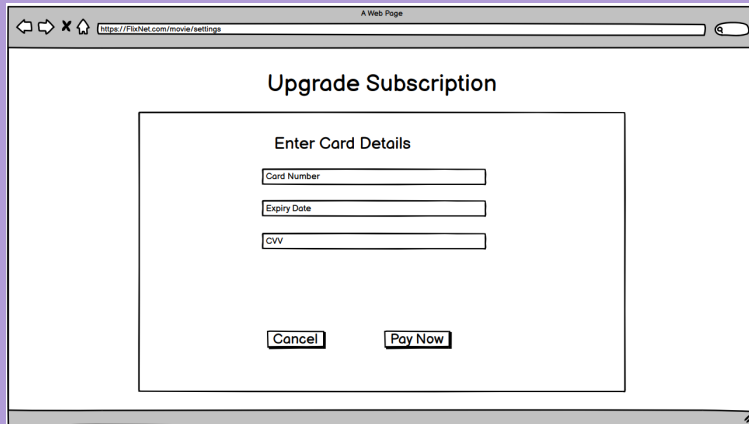 A Web Page
https://FlixNet.com/movie/settings
Upgrade Subscription
Enter Card Details
Card Number
Expiry Date
CVV
Cancel
Pay Now